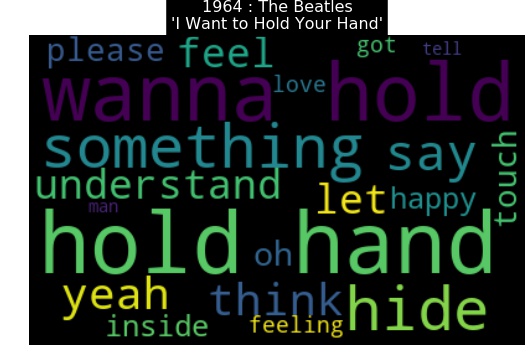 1964 : The Beatles
'I Want to Hold Your Hand'
please feel got tell
wanna love hold
something say
understand let happy touch
man
hold oh hand
yeah think hide
inside feeling